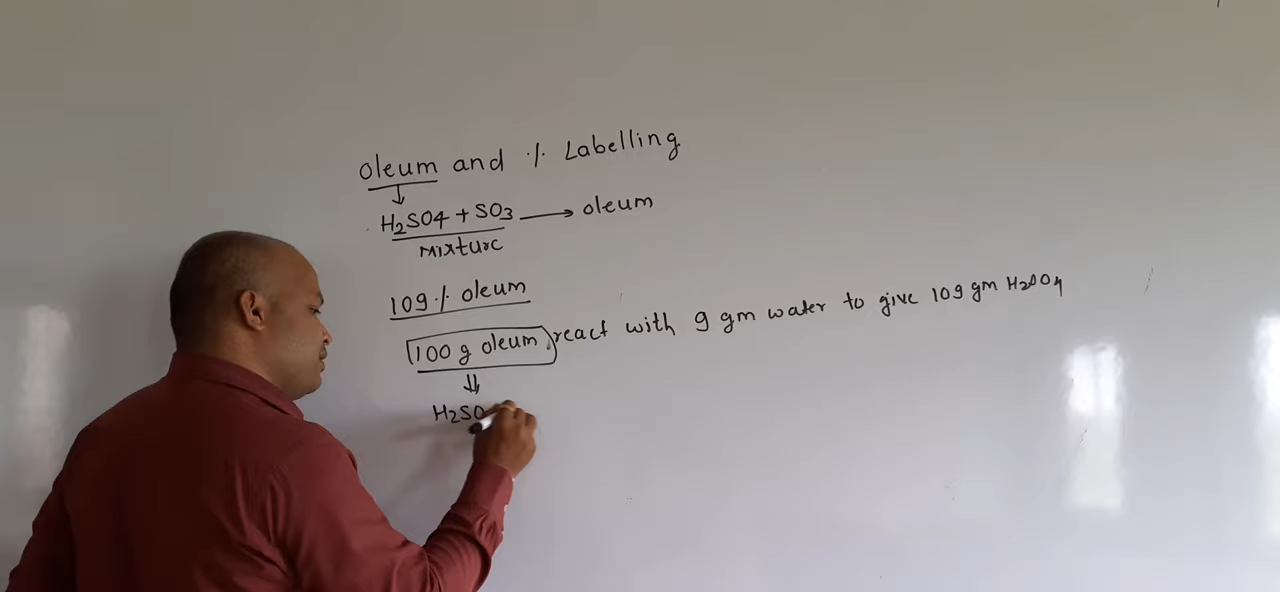 oleum and % Labelling
H2SO4 + SO3 → oleum
Mixture
109% oleum
100 g oleum react with 9 gm water to give 109 gm H2SO4
H2SO